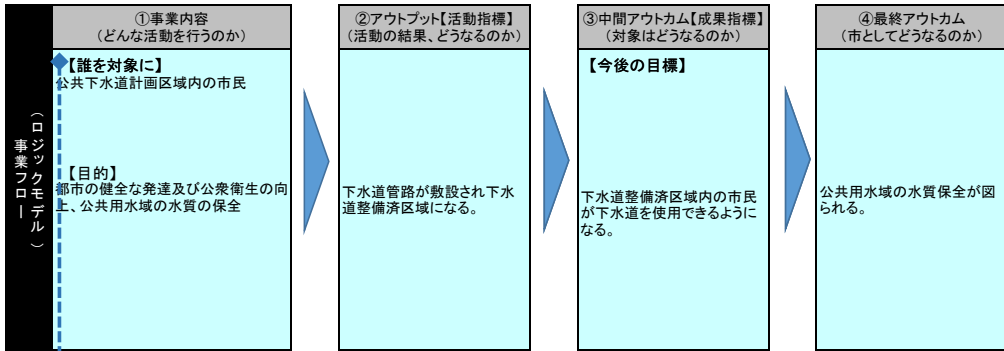 事業フロー
（ロジックモデル）
①事業内容
（どんな活動を行うのか）
【誰を対象に】
公共下水道計画区域内の市民
【目的】
都市の健全な発達及び公衆衛生の向
上、公共用水域の水質の保全
②アウトプット【活動指標】
（活動の結果、どうなるのか）
下水道管路が敷設され下水
道整備済区域になる。
③中間アウトカム【成果指標】
（対象はどうなるのか）
【今後の目標】
下水道整備済区域内の市民
が下水道を使用できるように
なる。
④最終アウトカム
（市としてどうなるのか）
公共用水域の水質保全が図
られる。